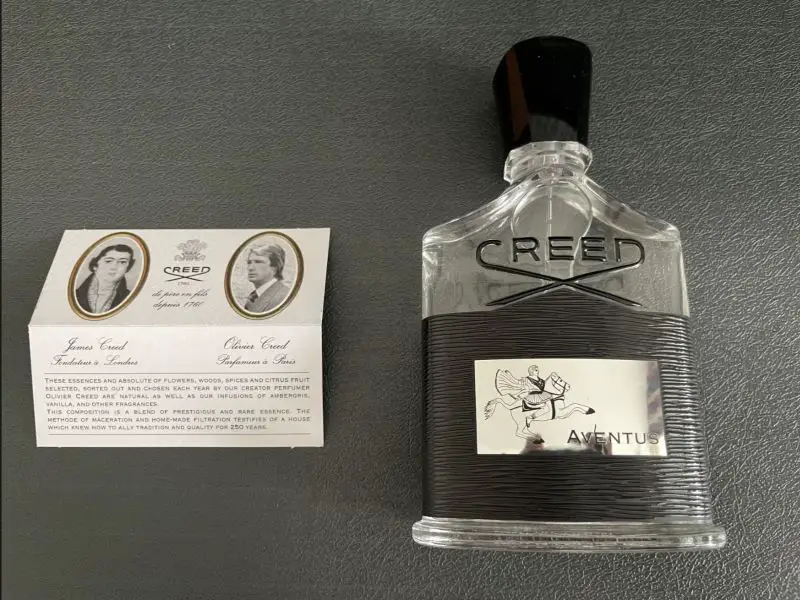 CREED
1760
de père en fils
depuis 1760
James Creed
Olivier Creed
Fondateur à Londres
Parfumeur à Paris
THESE ESSENCES AND ABSOLUTE OF FLOWERS, WOODS, SPICES AND CITRUS FRUIT
SELECTED, SORTED OUT AND CHOSEN EACH YEAR BY OUR CREATOR PERFUMER
OLIVIER CREED ARE NATURAL AS WELL AS OUR INFUSIONS OF AMBERGRIS,
VANILLA, AND OTHER FRAGRANCES.
THIS COMPOSITION IS A BLEND OF PRESTIGIOUS AND RARE ESSENCE. THE
METHODE OF MACERATION AND HOME-MADE FILTRATION TESTIFIES OF A HOUSE
WHICH KNEW HOW TO ALLY TRADITION AND QUALITY FOR 250 YEARS.
CREED
AVENTUS